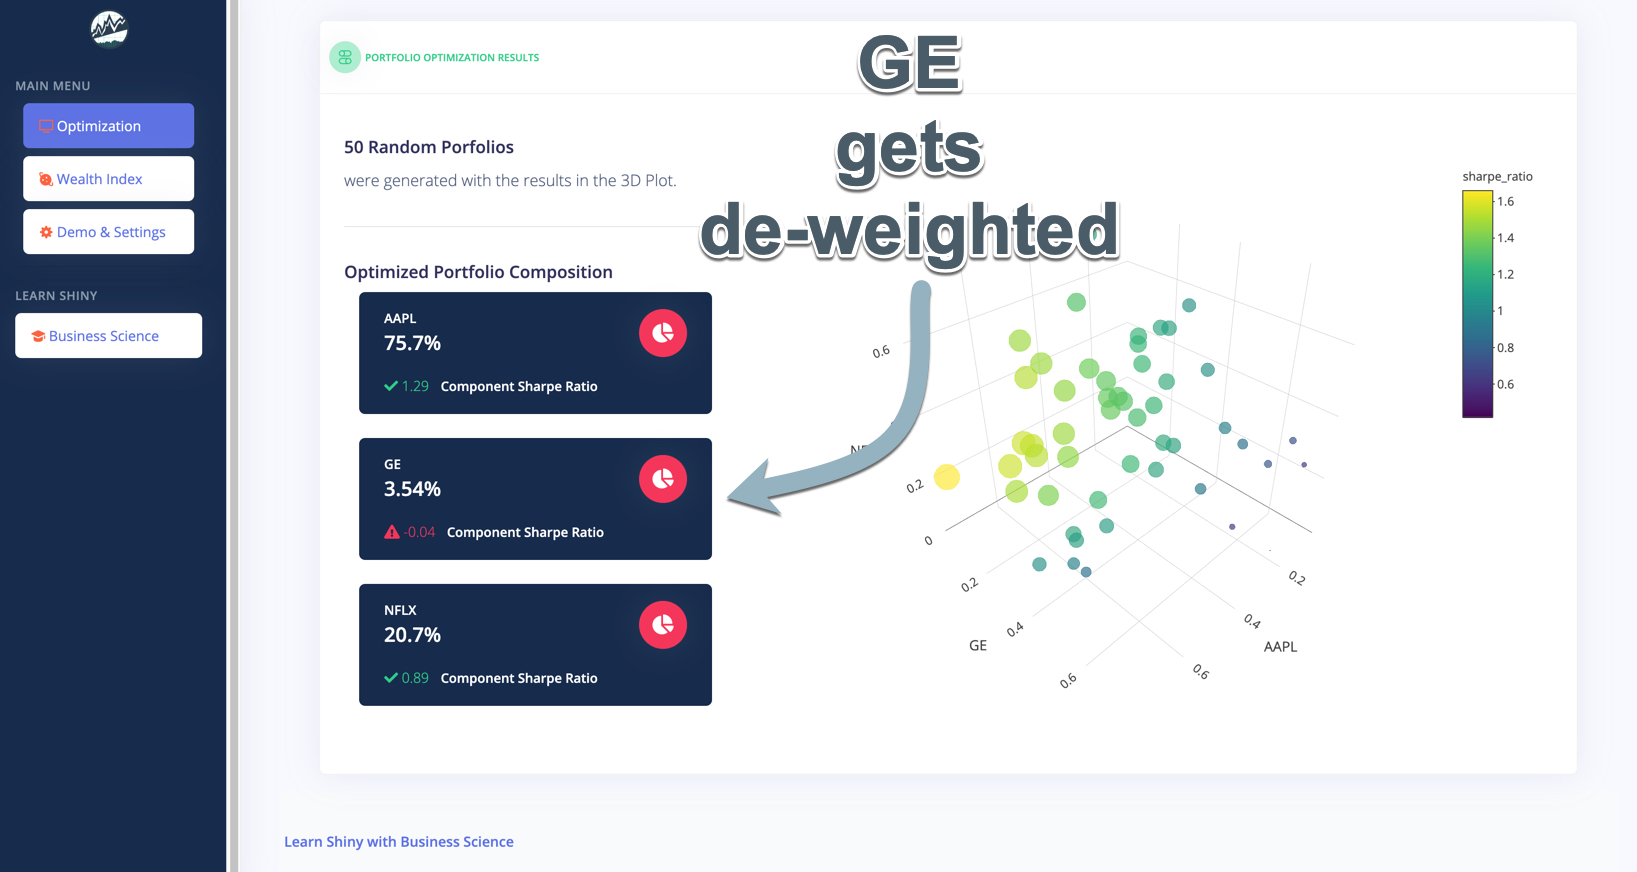 MAIN MENU
Optimization
Wealth Index
Demo & Settings
LEARN SHINY
Business Science
PORTFOLIO OPTIMIZATION RESULTS
GE
gets
de-weighted
50 Random Porfolios
were generated with the results in the 3D Plot.
Optimized Portfolio Composition
AAPL
75.7%
1.29 Component Sharpe Ratio
GE
3.54%
-0.04 Component Sharpe Ratio
NFLX
20.7%
0.89 Component Sharpe Ratio
0.6
0.2
0
0.2
0.4
0.6
GE
0.2
0.4
0.6
AAPL
sharpe_ratio
1.6
1.4
1.2
1
0.8
0.6
Learn Shiny with Business Science